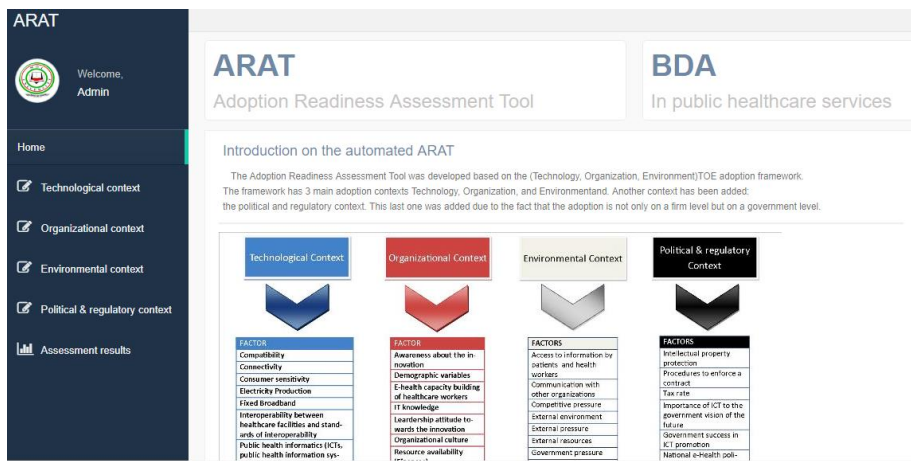 ARAT
Welcome,
Admin
Home
Technological context
Organizational context
Environmental context
Political & regulatory context
Assessment results
ARAT
Adoption Readiness Assessment Tool
BDA
In public healthcare services
Introduction on the automated ARAT
The Adoption Readiness Assessment Tool was developed based on the (Technology, Organization, Environment)TOE adoption framework.
The framework has 3 main adoption contexts Technology, Organization, and Environmentand. Another context has been added:
the political and regulatory context. This last one was added due to the fact that the adoption is not only on a firm level but on a government level.
Technological Context
FACTOR
Compatibility
Connectivity
Consumer sensitivity
Electricity Production
Fixed Broadband
Interoperability between
healthcare facilities and stand-
ards of interoperability
Public health informatics (ICTs,
public health information sys-
Organizational Context
FACTOR
Awareness about the in-
novation
Demographic variables
E-health capacity building
of healthcare workers
IT knowledge
Leardership attitude to-
wards the innovation
Organizational culture
Resource availability
Environmental Context
FACTORS
Access to information by
patients and health
workers
Communication with
other organizations
Competitive pressure
External environment
External pressure
External resources
Government pressure
Political & regulatory
Context
FACTORS
Intellectual property
protection
Procedures to enforce a
contract
Tax rate
Importance of ICT to the
government vision of the
future
Government success in
ICT promotion
National e-Health poli-